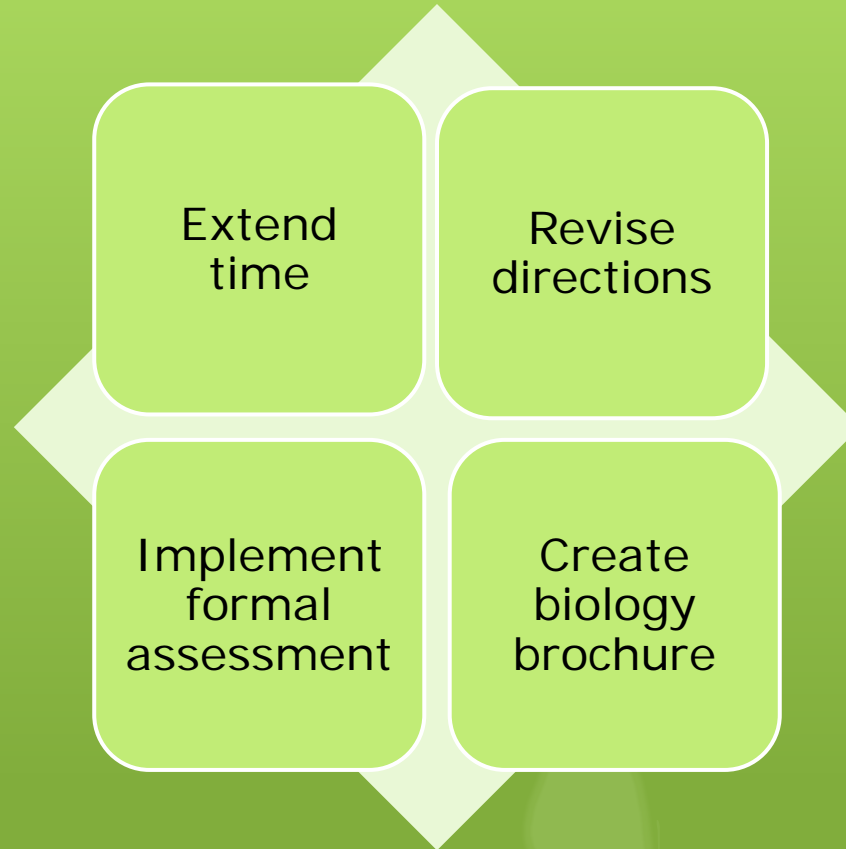 Extend
time
Revise
directions
Implement
formal
assessment
Create
biology
brochure